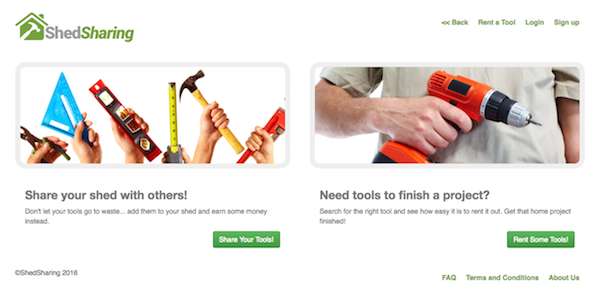 ShedSharing
<< Back Rent a Tool Login Sign up
Share your shed with others!
Don't let your tools go to waste... add them to your shed and earn some money
instead.
Share Your Tools!
Need tools to finish a project?
Search for the right tool and see how easy it is to rent it out. Get that home project
finished!
Rent Some Tools!
©ShedSharing 2016
FAQ Terms and Conditions About Us